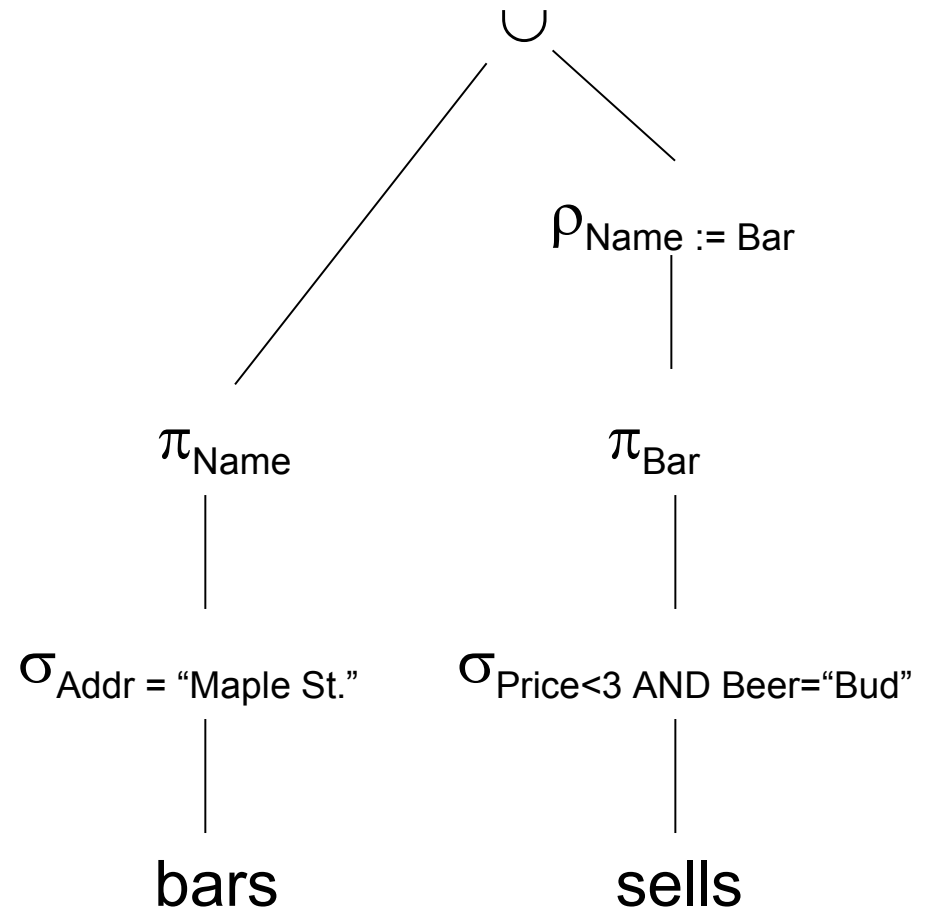 ∪
ρName := Bar
πName πBar
σAddr = “Maple St.” σPrice<3 AND Beer=“Bud”
bars sells